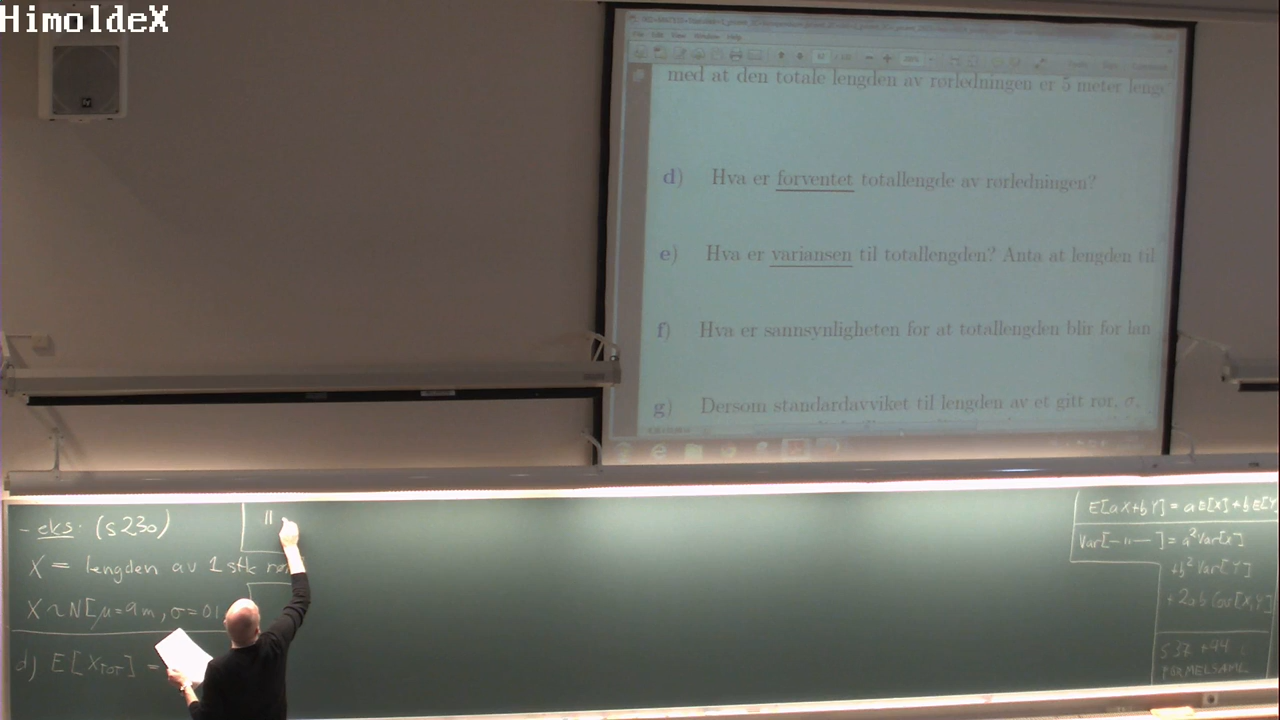 HimoldeX
med at den totale lengden av rørledningen er 5 meter leng
d) Hva er forventet totallengde av rørledningen?
e) Hva er variansen til totallengden? Anta at lengden til
f) Hva er sannsynligheten for at totallengden blir for lan
g) Dersom standardavviket til lengden av et gitt rør, σ,
- eks: (s 230)
X = lengden av 1 stk rø
X ~ N[μ=9m, σ=0.1
d) E[X_TOT] =
11
E[aX+bY] = aE[X]+bE[Y
Var[-"-] = a²Var[X]
+b²Var[Y]
+2ab Cov[X,Y]
S 37 + 44 i
FORMELSAML